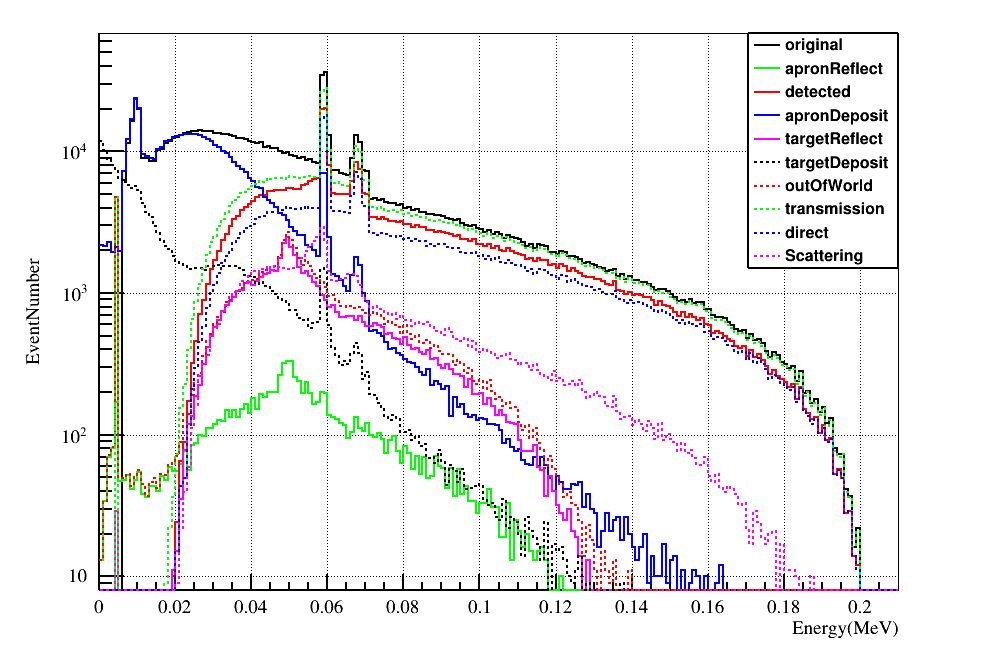 original
apronReflect
detected
apronDeposit
targetReflect
targetDeposit
outOfWorld
transmission
direct
Scattering
EventNumber
10⁴
10³
10²
10
0 0.02 0.04 0.06 0.08 0.1 0.12 0.14 0.16 0.18 0.2
Energy(MeV)